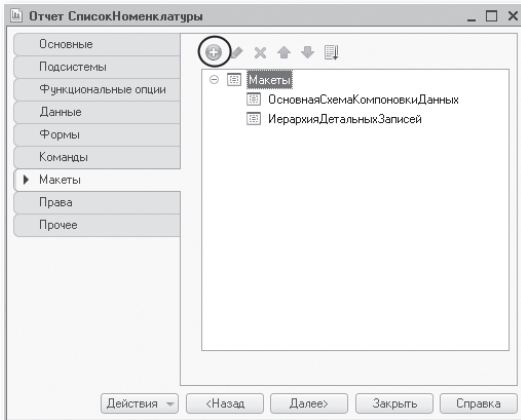 Отчет СписокНоменклатуры
Основные
Подсистемы
Функциональные опции
Данные
Формы
Команды
Макеты
Права
Прочее
Макеты
ОсновнаяСхемаКомпоновкиДанных
ИерархияДетальныхЗаписей
Действия
<Назад
Далее>
Закрыть
Справка